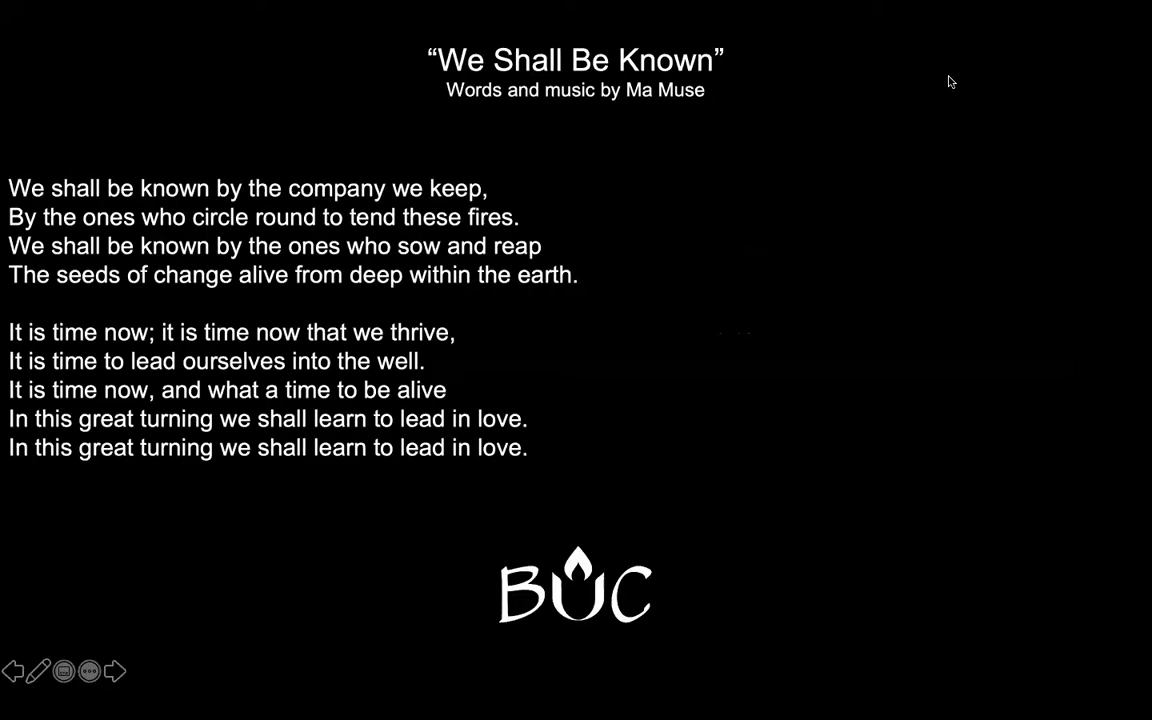 “We Shall Be Known”
Words and music by Ma Muse
We shall be known by the company we keep,
By the ones who circle round to tend these fires.
We shall be known by the ones who sow and reap
The seeds of change alive from deep within the earth.
It is time now; it is time now that we thrive,
It is time to lead ourselves into the well.
It is time now, and what a time to be alive
In this great turning we shall learn to lead in love.
In this great turning we shall learn to lead in love.
BUC